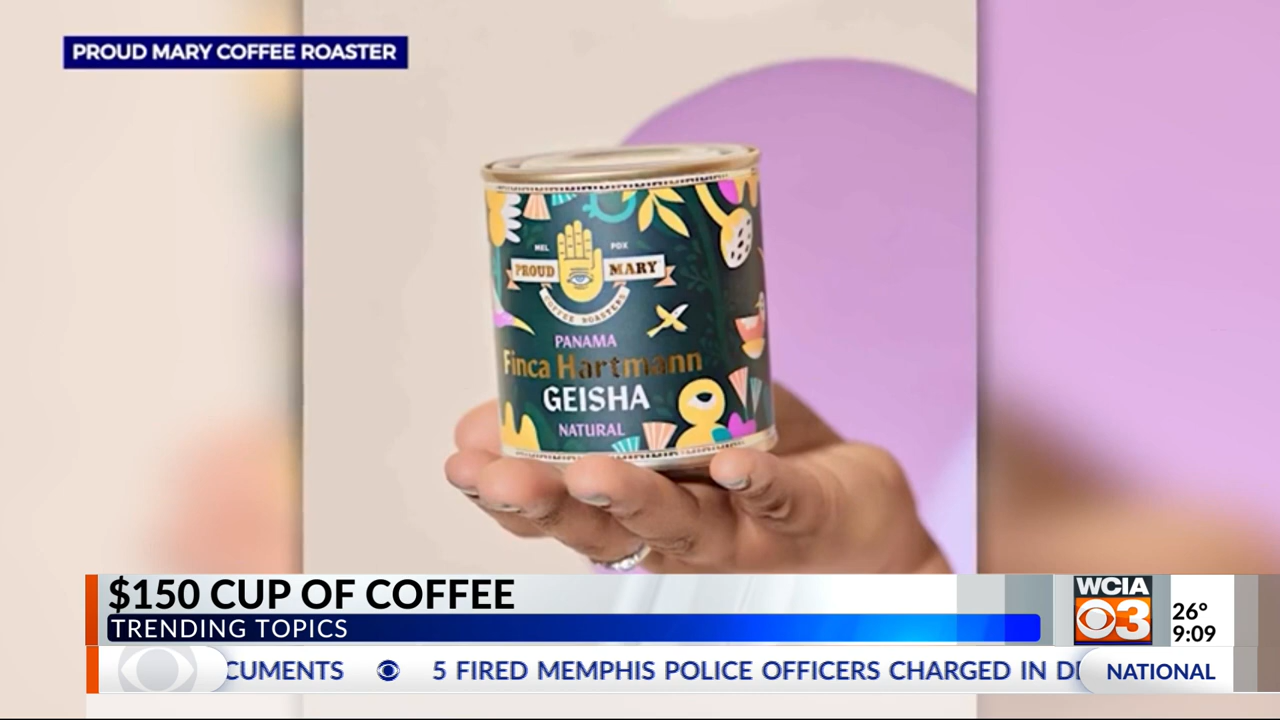 PROUD MARY COFFEE ROASTER
MEL PDX
PROUD MARY
COFFEE ROASTERS
PANAMA
Finca Hartmann
GEISHA
NATURAL
$150 CUP OF COFFEE
TRENDING TOPICS
WCIA
3
26°
9:09
CUMENTS 5 FIRED MEMPHIS POLICE OFFICERS CHARGED IN D
NATIONAL